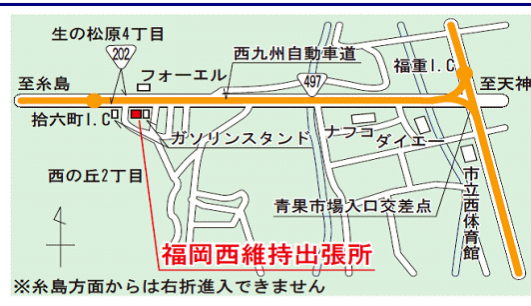 生の松原4丁目
202
西九州自動車道
福重I.C
至糸島
フォーエル
497
至天神
拾六町I.C
ガソリンスタンド
ナフコ
ダイエー
西の丘2丁目
青果市場入口交差点
市立西体育館
福岡西維持出張所
※糸島方面からは右折進入できません